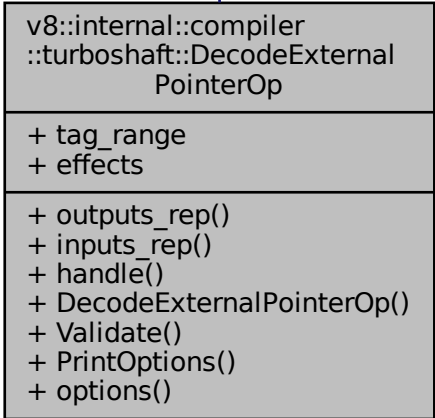 v8::internal::compiler
::turboshaft::DecodeExternal
PointerOp
+ tag_range
+ effects
+ outputs_rep()
+ inputs_rep()
+ handle()
+ DecodeExternalPointerOp()
+ Validate()
+ PrintOptions()
+ options()